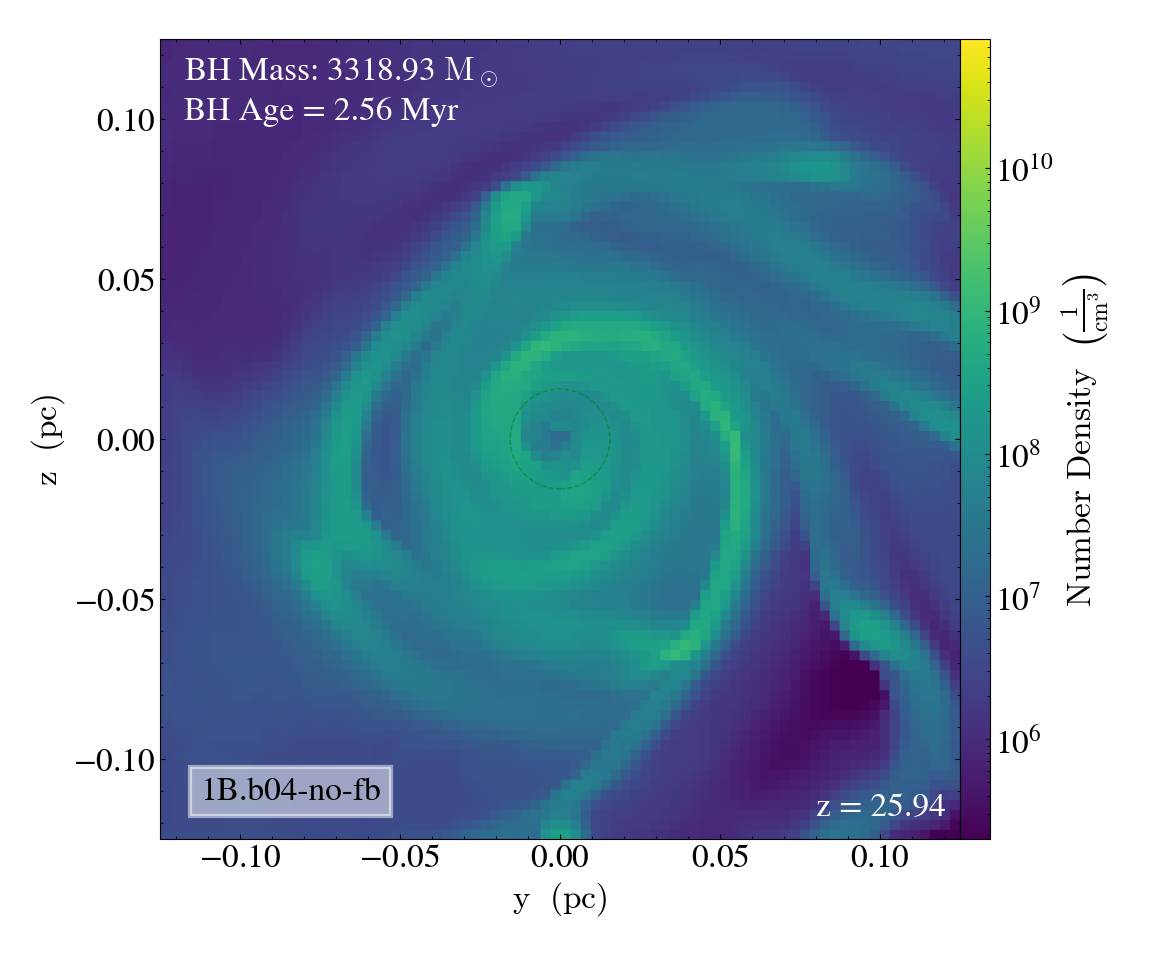 BH Mass: 3318.93 M⊙
BH Age = 2.56 Myr
0.10
0.05
0.00
−0.05
−0.10
z (pc)
1B.b04-no-fb
z = 25.94
−0.10 −0.05 0.00 0.05 0.10
y (pc)
10^10
10^9
10^8
10^7
10^6
Number Density (1/cm^3)